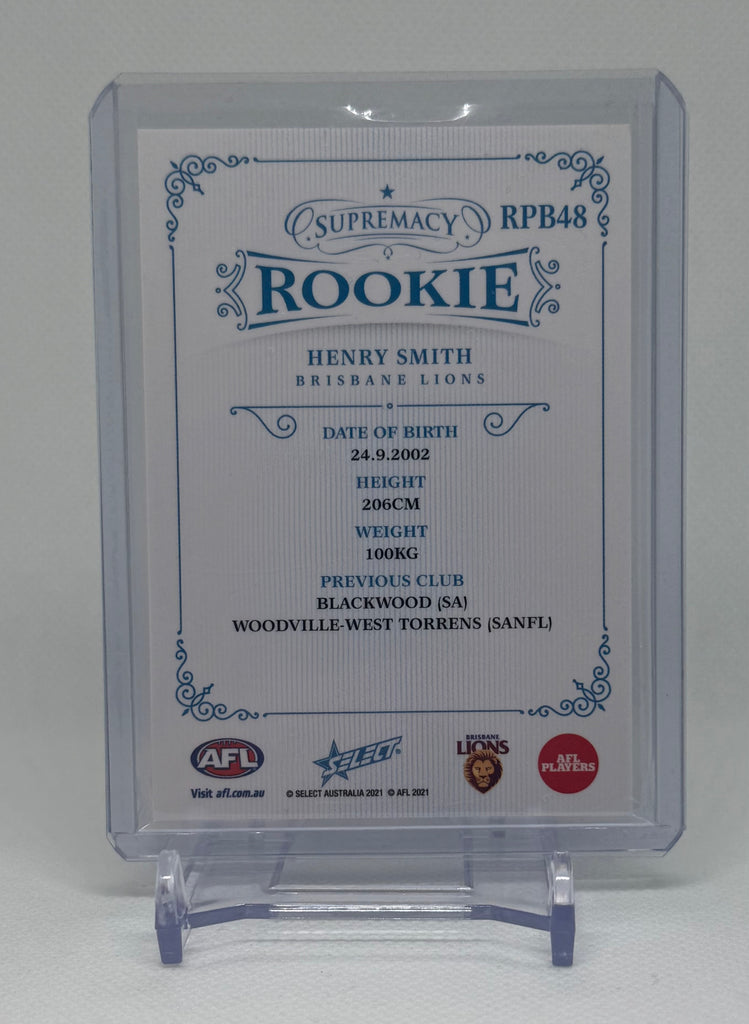 SUPREMACY RPB48
ROOKIE
HENRY SMITH
BRISBANE LIONS
DATE OF BIRTH
24.9.2002
HEIGHT
206CM
WEIGHT
100KG
PREVIOUS CLUB
BLACKWOOD (SA)
WOODVILLE-WEST TORRENS (SANFL)
AFL
Visit afl.com.au
SELECT
© SELECT AUSTRALIA 2021 © AFL 2021
BRISBANE
LIONS
AFL
PLAYERS